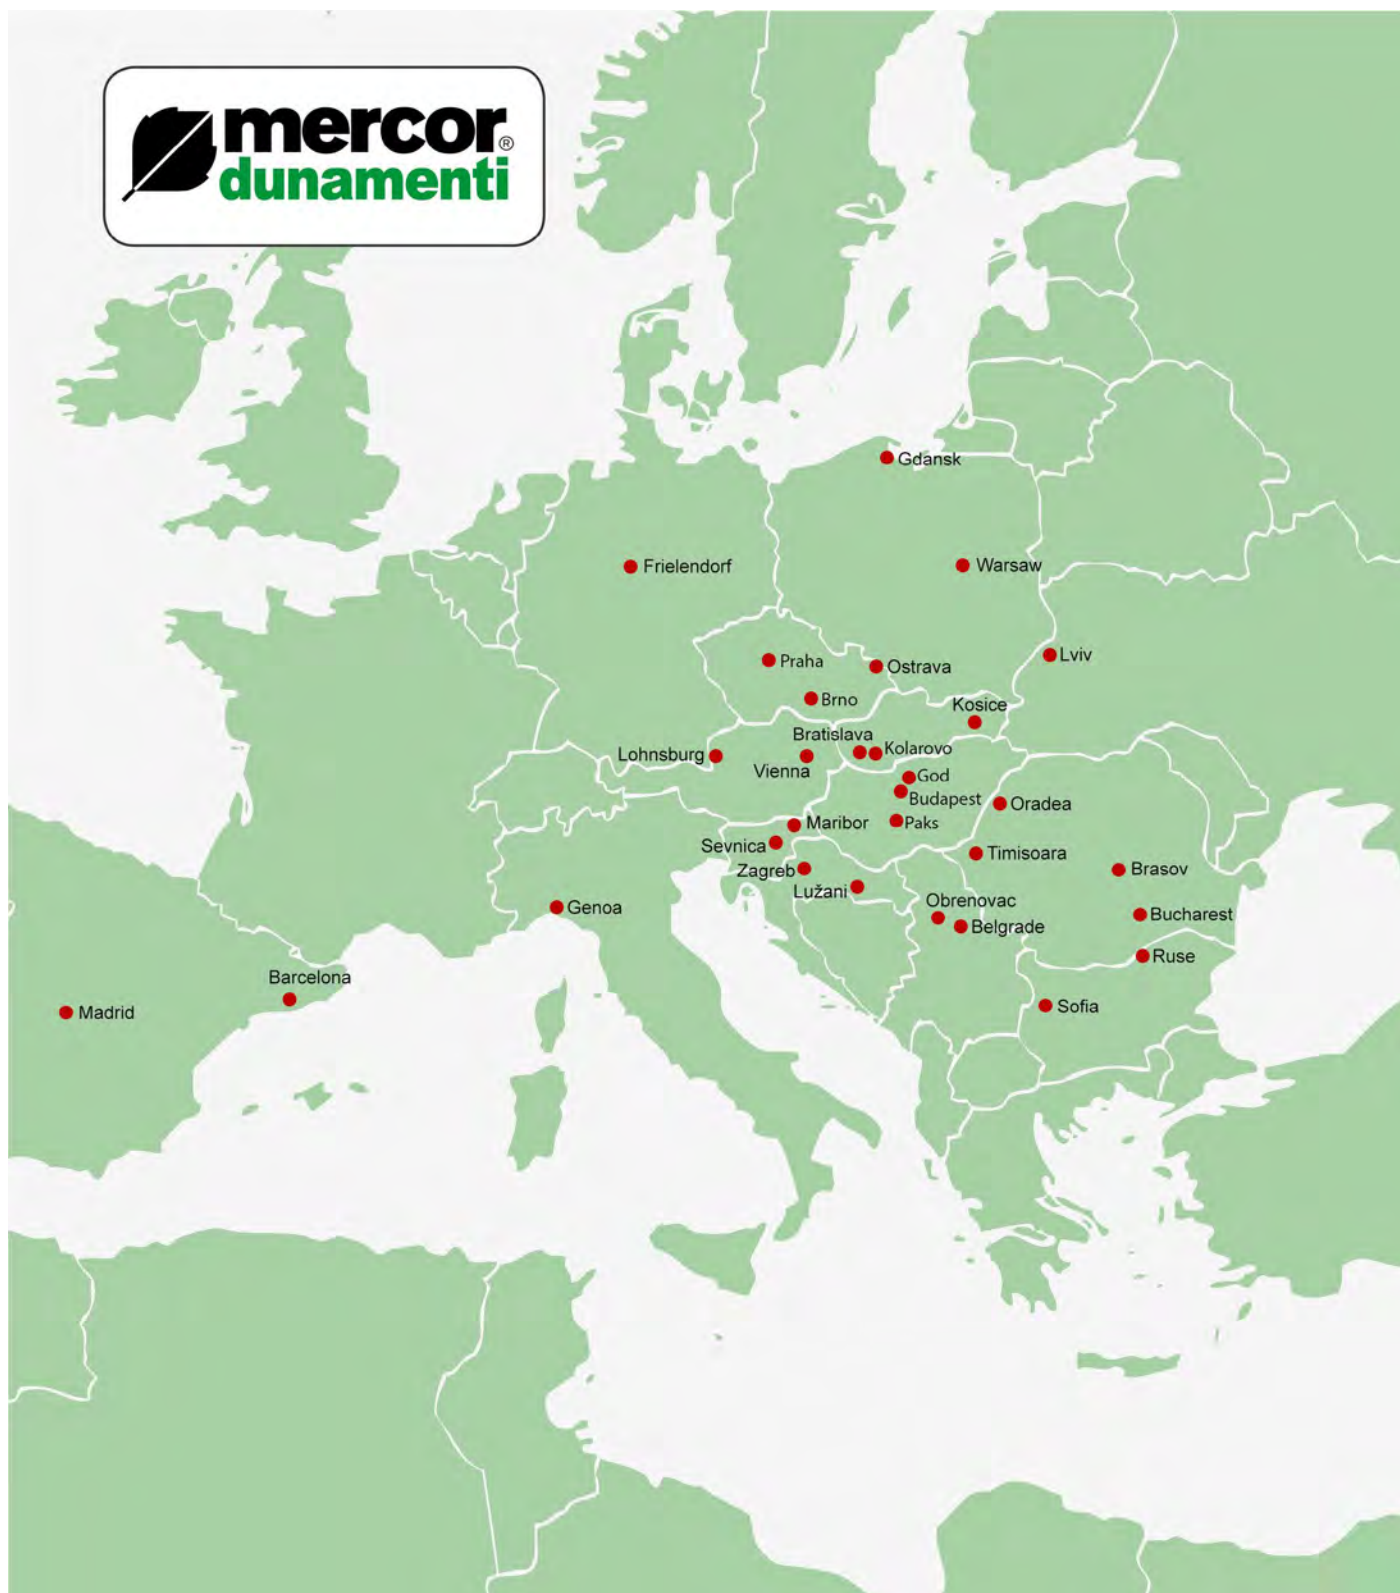 mercor®
dunamenti
Gdansk
Frielendorf
Warsaw
Praha
Ostrava
Lviv
Brno
Kosice
Bratislava
Kolarovo
Lohnsburg
Vienna
God
Budapest
Oradea
Paks
Maribor
Sevnica
Timisoara
Zagreb
Brasov
Lužani
Obrenovac
Genoa
Bucharest
Belgrade
Ruse
Barcelona
Sofia
Madrid